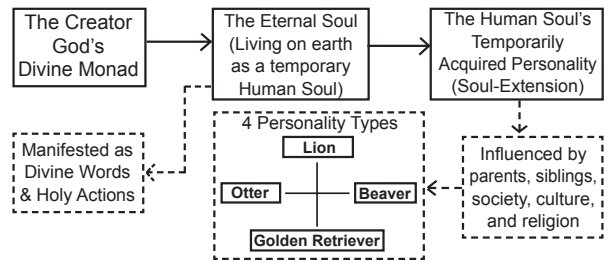 The Creator
God's
Divine Monad
The Eternal Soul
(Living on earth
as a temporary
Human Soul)
The Human Soul's
Temporarily
Acquired Personality
(Soul-Extension)
Manifested as
Divine Words
& Holy Actions
4 Personality Types
Lion
Otter
Beaver
Golden Retriever
Influenced by
parents, siblings,
society, culture,
and religion